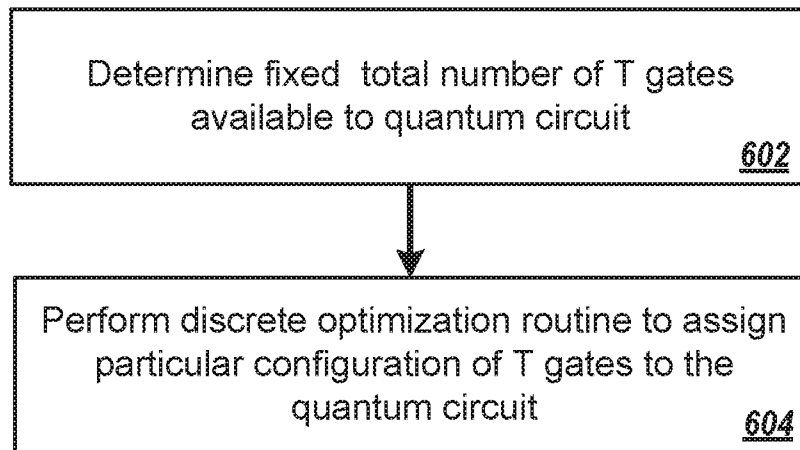 Determine fixed total number of T gates
available to quantum circuit
602
Perform discrete optimization routine to assign
particular configuration of T gates to the
quantum circuit
604